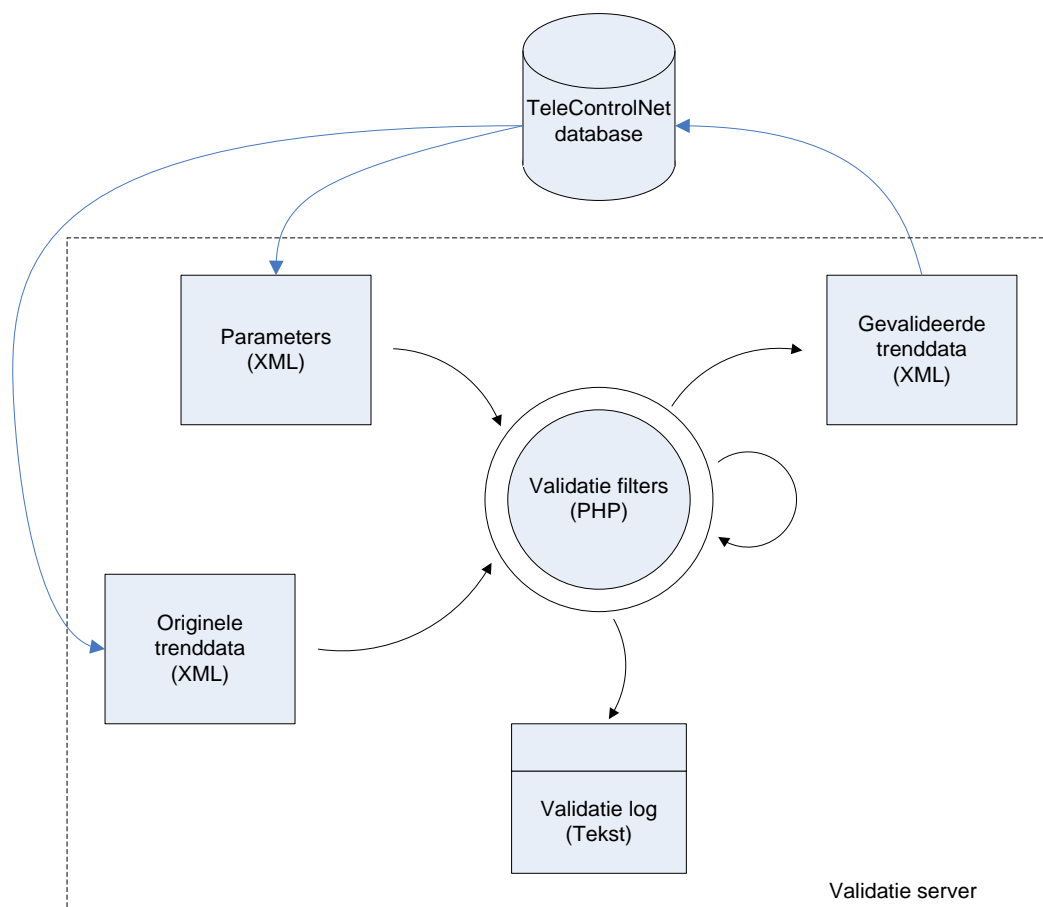 TeleControlNet
database
Parameters
(XML)
Gevalideerde
trenddata
(XML)
Validatie filters
(PHP)
Originele
trenddata
(XML)
Validatie log
(Tekst)
Validatie server